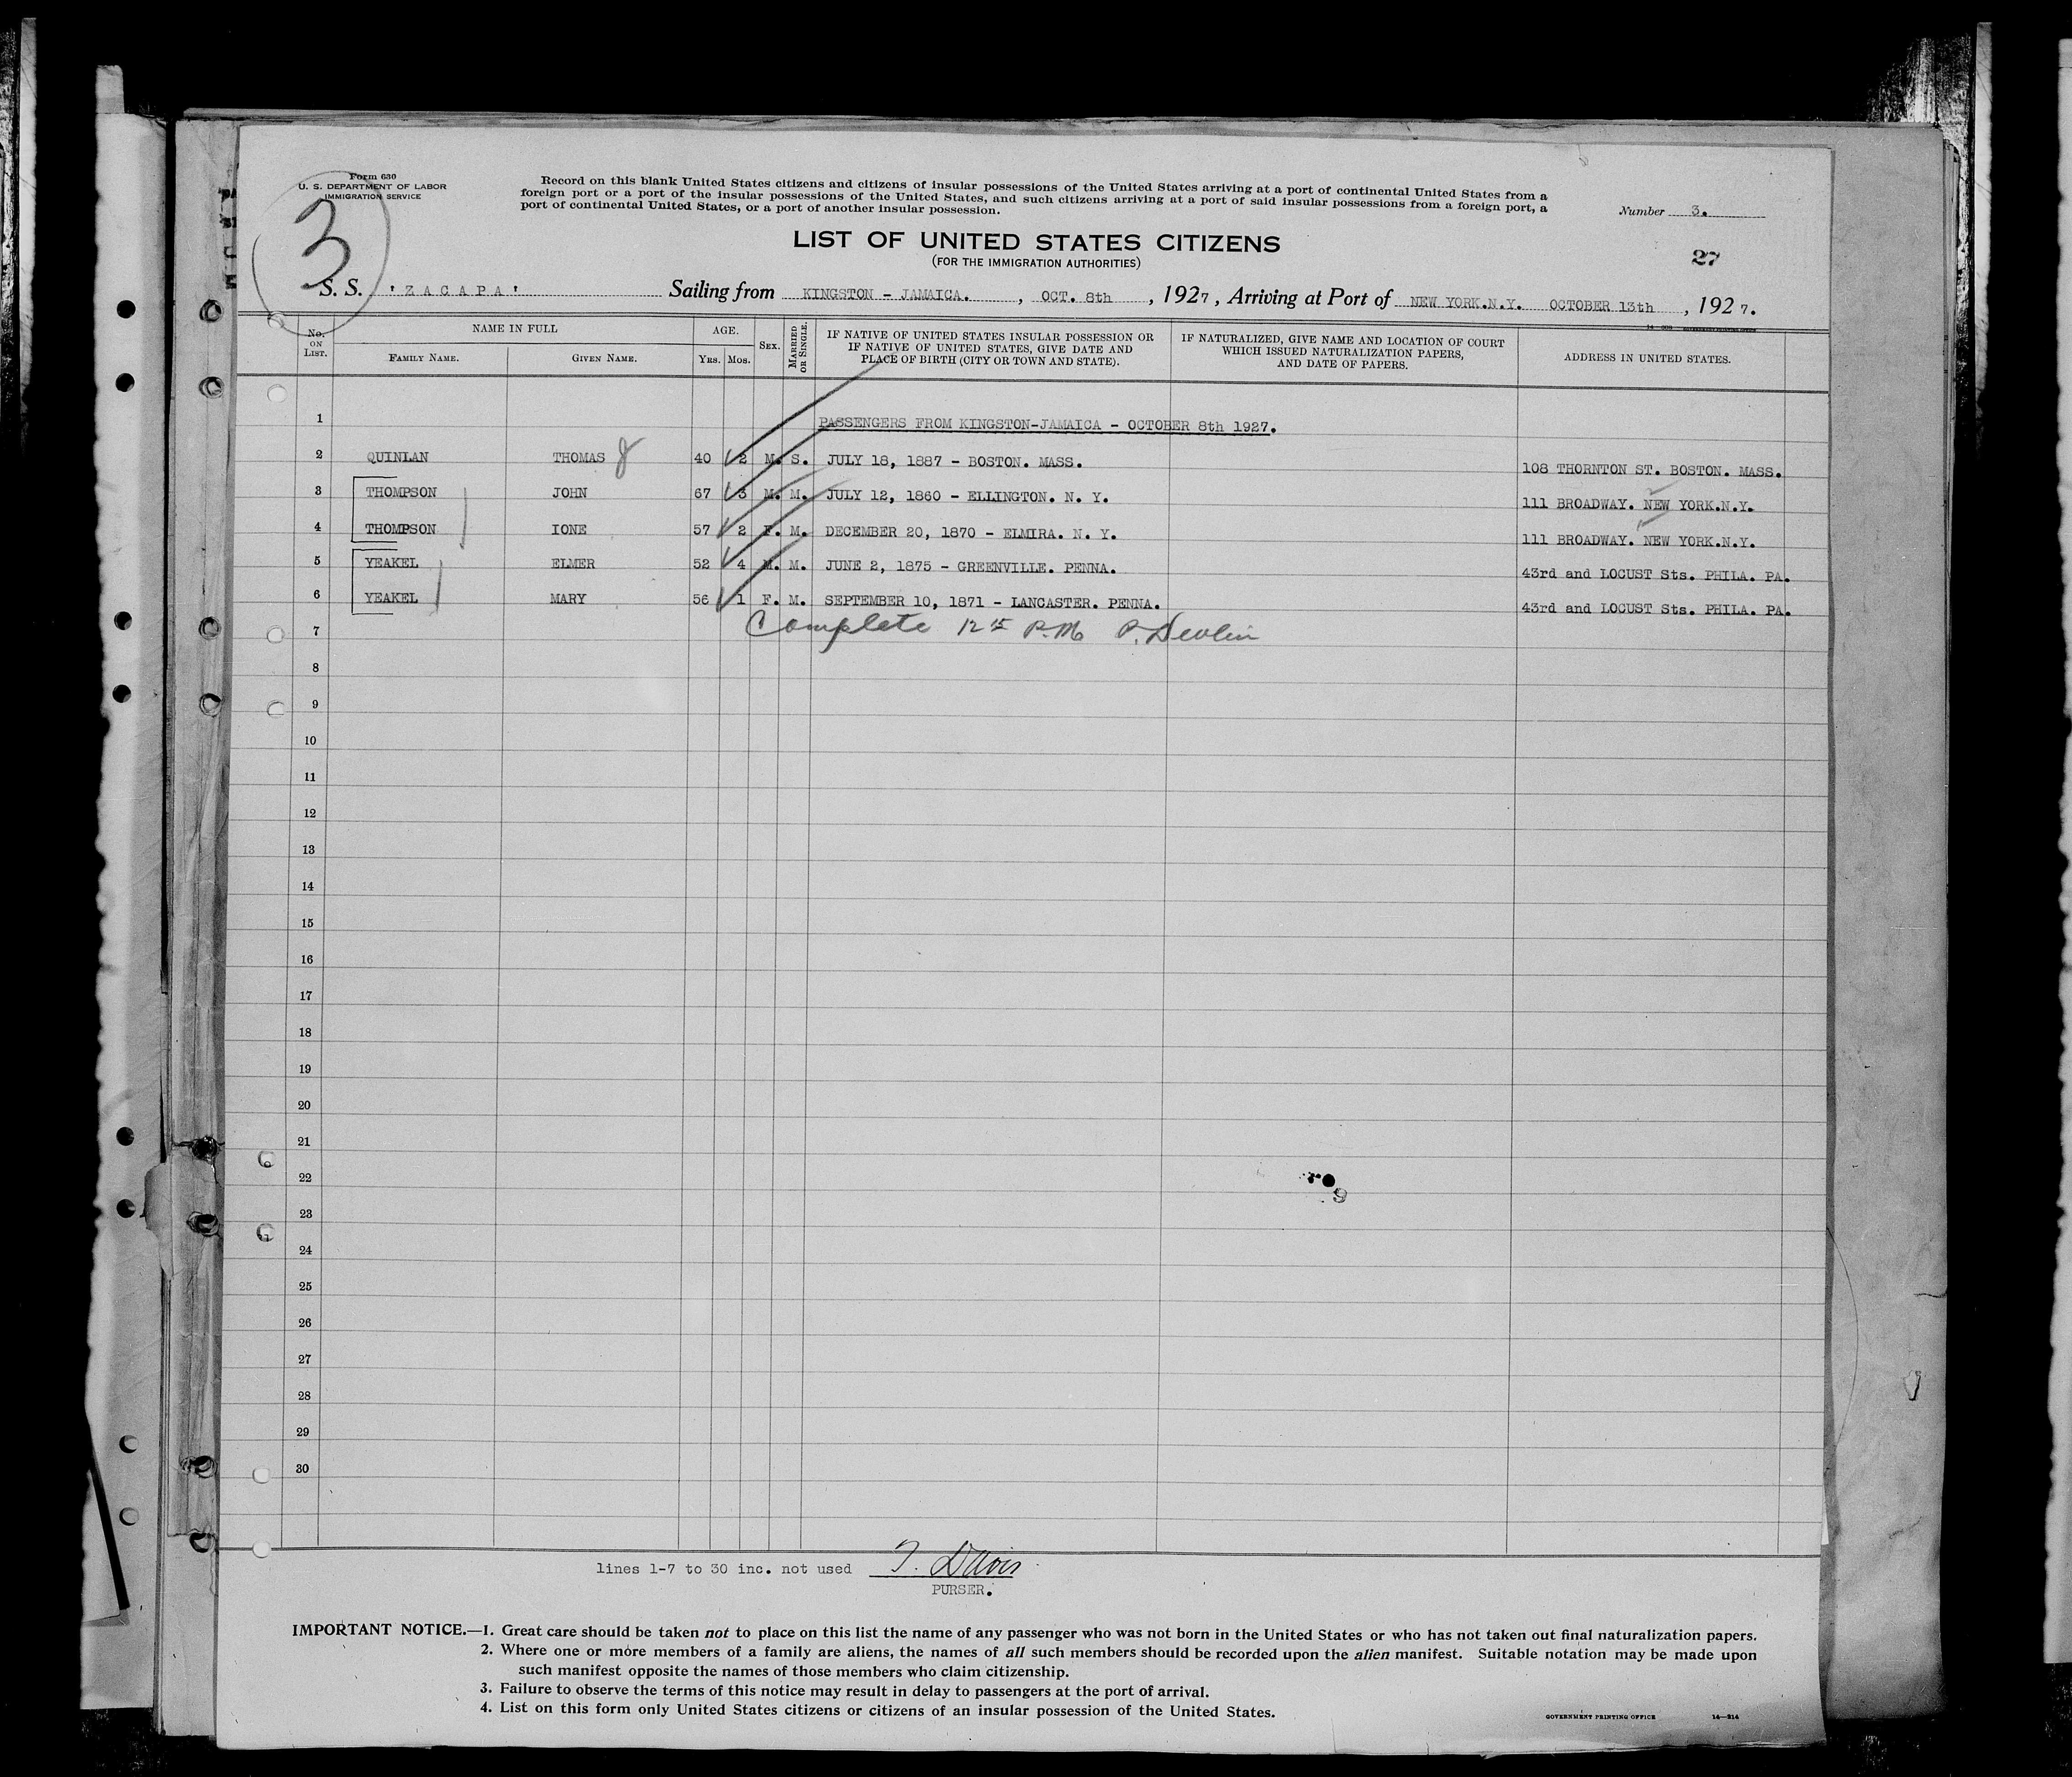 Form 630
U. S. DEPARTMENT OF LABOR
IMMIGRATION SERVICE
3
Record on this blank United States citizens and citizens of insular possessions of the United States arriving at a port of continental United States from a
foreign port or a port of the insular possessions of the United States, and such citizens arriving at a port of said insular possessions from a foreign port, a
port of continental United States, or a port of another insular possession.
Number 3.
LIST OF UNITED STATES CITIZENS
(FOR THE IMMIGRATION AUTHORITIES)
27
S. S. 'ZACAPA' Sailing from KINGSTON - JAMAICA. , OCT. 8th , 1927, Arriving at Port of NEW YORK.N.Y. OCTOBER 13th , 1927.
No. ON LIST. NAME IN FULL FAMILY NAME. GIVEN NAME. AGE. YRS. MOS. SEX. MARRIED OR SINGLE. IF NATIVE OF UNITED STATES INSULAR POSSESSION OR IF NATIVE OF UNITED STATES, GIVE DATE AND PLACE OF BIRTH (CITY OR TOWN AND STATE). IF NATURALIZED, GIVE NAME AND LOCATION OF COURT WHICH ISSUED NATURALIZATION PAPERS, AND DATE OF PAPERS. ADDRESS IN UNITED STATES.
1 PASSENGERS FROM KINGSTON-JAMAICA - OCTOBER 8th 1927.
2 QUINLAN THOMAS J 40 2 M. S. JULY 18, 1887 - BOSTON. MASS. 108 THORNTON ST. BOSTON. MASS.
3 THOMPSON JOHN 67 3 M. M. JULY 12, 1860 - ELLINGTON. N. Y. 111 BROADWAY. NEW YORK.N.Y.
4 THOMPSON IONE 57 2 F. M. DECEMBER 20, 1870 - ELMIRA. N. Y. 111 BROADWAY. NEW YORK.N.Y.
5 YEAKEL ELMER 52 4 M. M. JUNE 2, 1875 - GREENVILLE. PENNA. 43rd and LOCUST Sts. PHILA. PA.
6 YEAKEL MARY 56 1 F. M. SEPTEMBER 10, 1871 - LANCASTER. PENNA. 43rd and LOCUST Sts. PHILA. PA.
7 Complete 12 15 P.M P. Devlin
8
9
10
11
12
13
14
15
16
17
18
19
20
21
22
23
24
25
26
27
28
29
30
lines 1-7 to 30 inc. not used
Davis
PURSER.
IMPORTANT NOTICE.—1. Great care should be taken not to place on this list the name of any passenger who was not born in the United States or who has not taken out final naturalization papers.
2. Where one or more members of a family are aliens, the names of all such members should be recorded upon the alien manifest. Suitable notation may be made upon
such manifest opposite the names of those members who claim citizenship.
3. Failure to observe the terms of this notice may result in delay to passengers at the port of arrival.
4. List on this form only United States citizens or citizens of an insular possession of the United States.
GOVERNMENT PRINTING OFFICE 14—214